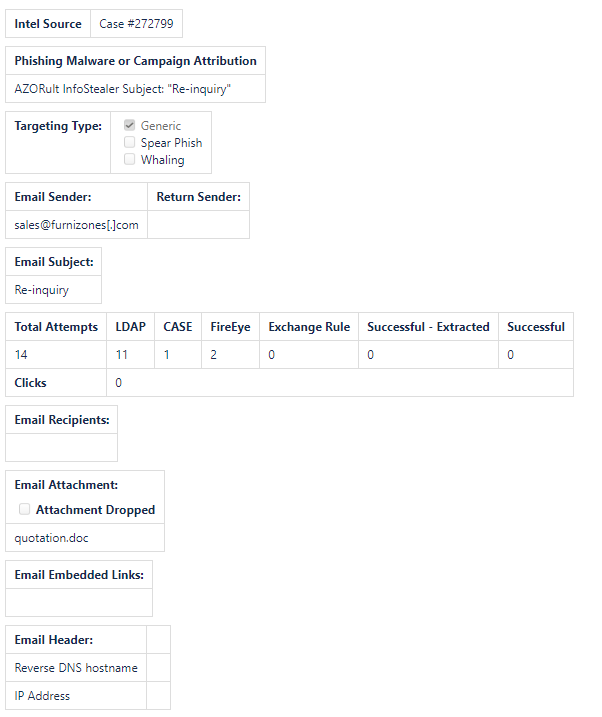 Intel Source Case #272799
Phishing Malware or Campaign Attribution
AZORult InfoStealer Subject: "Re-inquiry"
Targeting Type: Generic
Spear Phish
Whaling
Email Sender: Return Sender:
sales@furnizones[.]com
Email Subject:
Re-inquiry
Total Attempts LDAP CASE FireEye Exchange Rule Successful - Extracted Successful
14 11 1 2 0 0 0
Clicks 0
Email Recipients:
Email Attachment:
Attachment Dropped
quotation.doc
Email Embedded Links:
Email Header:
Reverse DNS hostname
IP Address